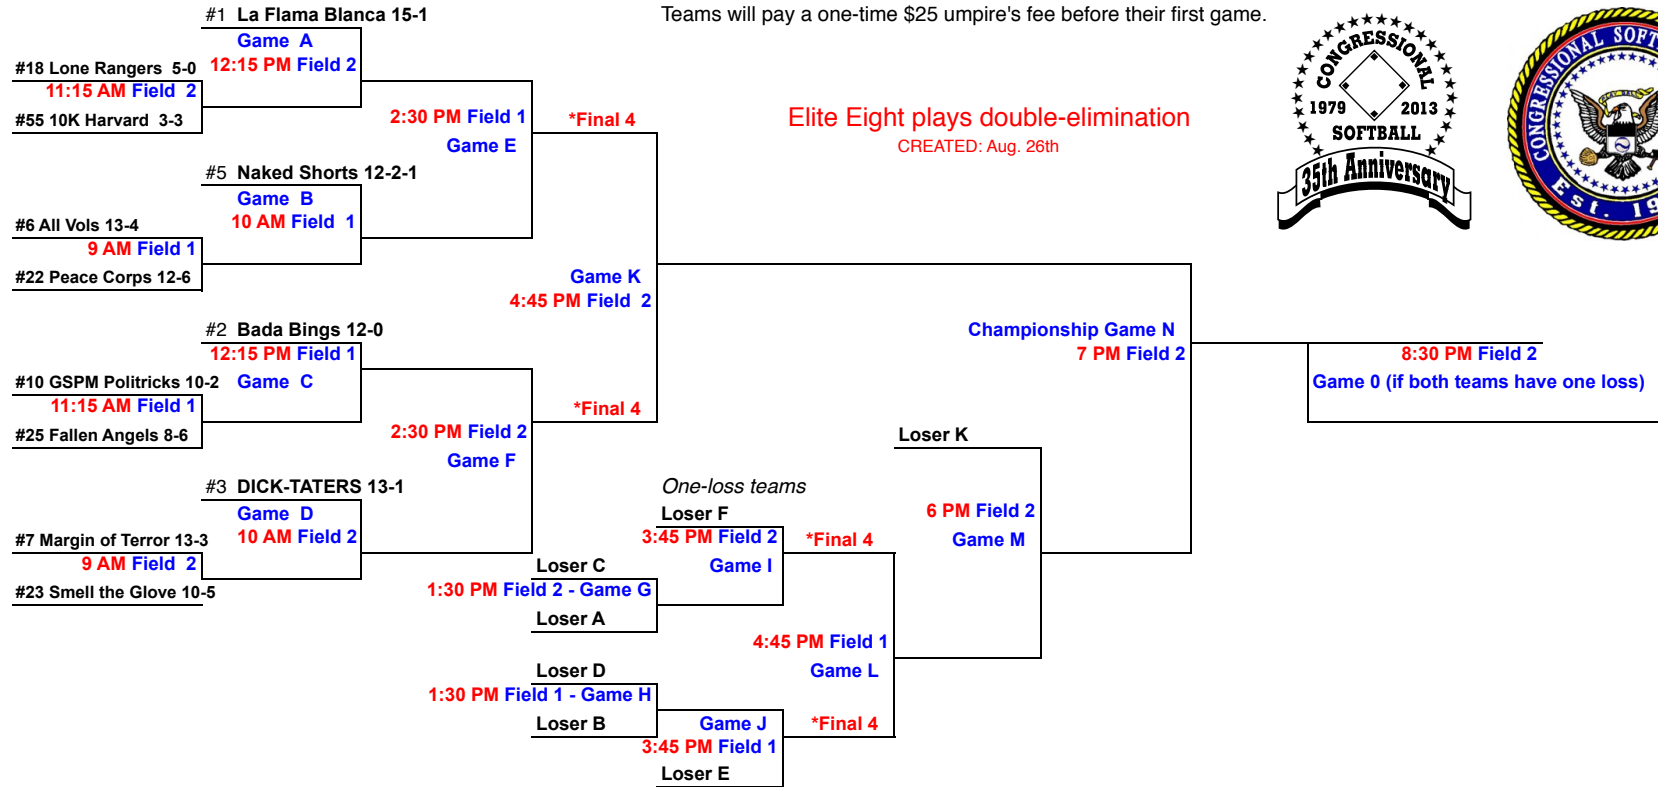 #1 La Flama Blanca 15-1
Teams will pay a one-time $25 umpire's fee before their first game.
Game A
12:15 PM Field 2
#18 Lone Rangers 5-0
11:15 AM Field 2
#55 10K Harvard 3-3
2:30 PM Field 1
Game E
*Final 4
Elite Eight plays double-elimination
CREATED: Aug. 26th
CONGRESSIONAL
1979 2013
SOFTBALL
35th Anniversary
CONGRESSIONAL SOFT
Est. 19
#5 Naked Shorts 12-2-1
Game B
10 AM Field 1
#6 All Vols 13-4
9 AM Field 1
#22 Peace Corps 12-6
Game K
4:45 PM Field 2
#2 Bada Bings 12-0
12:15 PM Field 1
Game C
#10 GSPM Politricks 10-2
11:15 AM Field 1
#25 Fallen Angels 8-6
*Final 4
2:30 PM Field 2
Game F
Championship Game N
7 PM Field 2
8:30 PM Field 2
Game 0 (if both teams have one loss)
#3 DICK-TATERS 13-1
Game D
10 AM Field 2
#7 Margin of Terror 13-3
9 AM Field 2
#23 Smell the Glove 10-5
Loser K
6 PM Field 2
Game M
One-loss teams
Loser F
3:45 PM Field 2
Game I
*Final 4
Loser C
1:30 PM Field 2 - Game G
Loser A
4:45 PM Field 1
Game L
Loser D
1:30 PM Field 1 - Game H
Loser B
Game J
3:45 PM Field 1
*Final 4
Loser E